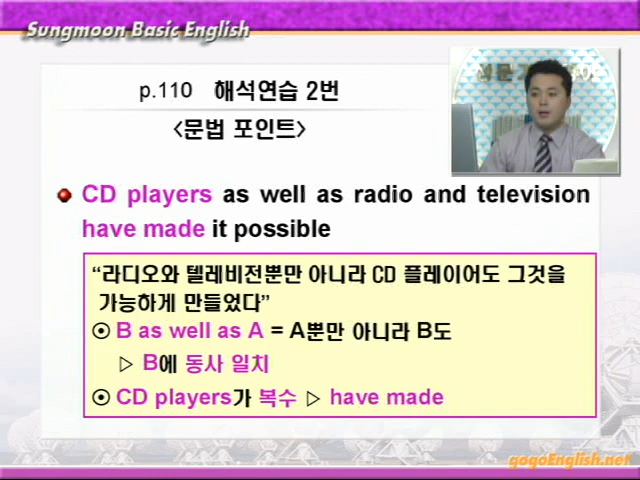 Sungmoon Basic English
p.110 해석연습 2번
<문법 포인트>
CD players as well as radio and television
have made it possible
“라디오와 텔레비전뿐만 아니라 CD 플레이어도 그것을
가능하게 만들었다”
⊙ B as well as A = A뿐만 아니라 B도
▷ B에 동사 일치
⊙ CD players가 복수 ▷ have made
gogoEnglish.net